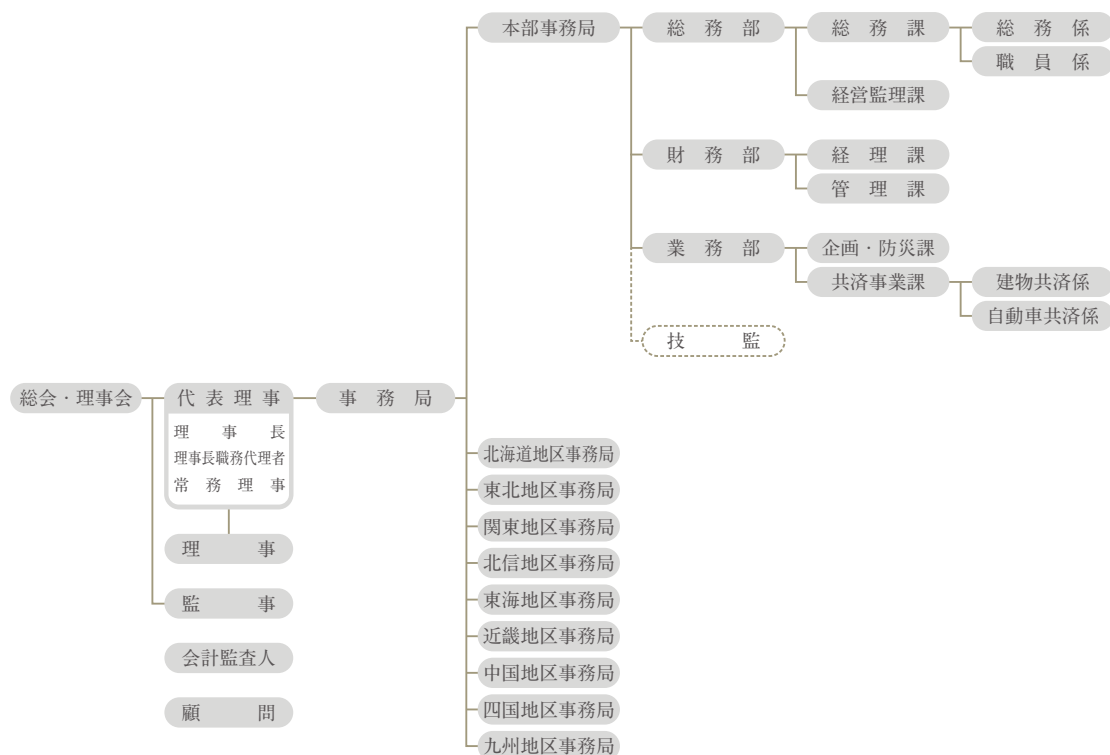 本部事務局
総務部
総務課
総務係
職員係
経営監理課
財務部
経理課
管理課
業務部
企画・防災課
共済事業課
建物共済係
自動車共済係
技監
総会・理事会
代表理事
理事長
理事長職務代理者
常務理事
事務局
理事
監事
会計監査人
顧問
北海道地区事務局
東北地区事務局
関東地区事務局
北信地区事務局
東海地区事務局
近畿地区事務局
中国地区事務局
四国地区事務局
九州地区事務局